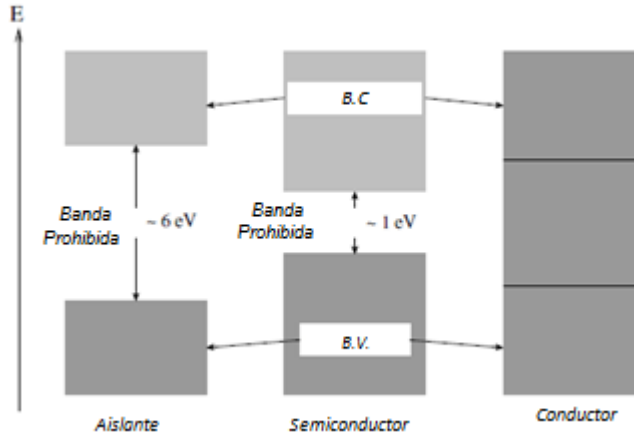 E
B.C
Banda
Prohibida
~ 6 eV
Banda
Prohibida
~ 1 eV
B.V.
Aislante
Semiconductor
Conductor